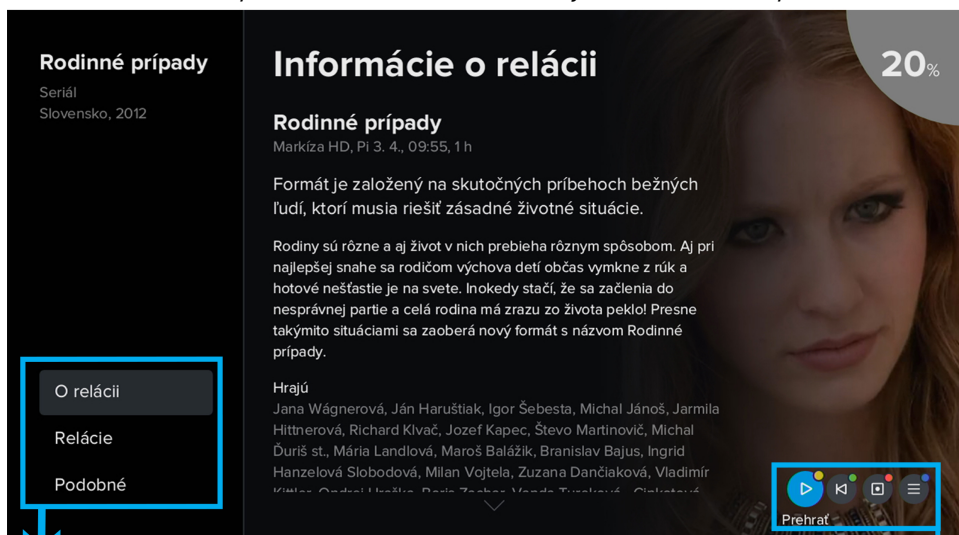 Rodinné prípady
Seriál
Slovensko, 2012
O relácii
Relácie
Podobné
Informácie o relácii
20%
Rodinné prípady
Markíza HD, Pi 3. 4., 09:55, 1 h
Formát je založený na skutočných príbehoch bežných
ľudí, ktorí musia riešiť zásadné životné situácie.
Rodiny sú rôzne a aj život v nich prebieha rôznym spôsobom. Aj pri
najlepšej snahe sa rodičom výchova detí občas vymkne z rúk a
hotové nešťastie je na svete. Inokedy stačí, že sa začlenia do
nesprávnej partie a celá rodina má zrazu zo života peklo! Presne
takýmito situáciami sa zaoberá nový formát s názvom Rodinné
prípady.
Hrajú
Jana Wágnerová, Ján Haruštiak, Igor Šebesta, Michal Jánoš, Jarmila
Hittnerová, Richard Klvač, Jozef Kapec, Števo Martinovič, Michal
Ďuriš st., Mária Landlová, Maroš Balážik, Branislav Bajus, Ingrid
Hanzelová Slobodová, Milan Vojtela, Zuzana Dančiaková, Vladimír
Prehrať